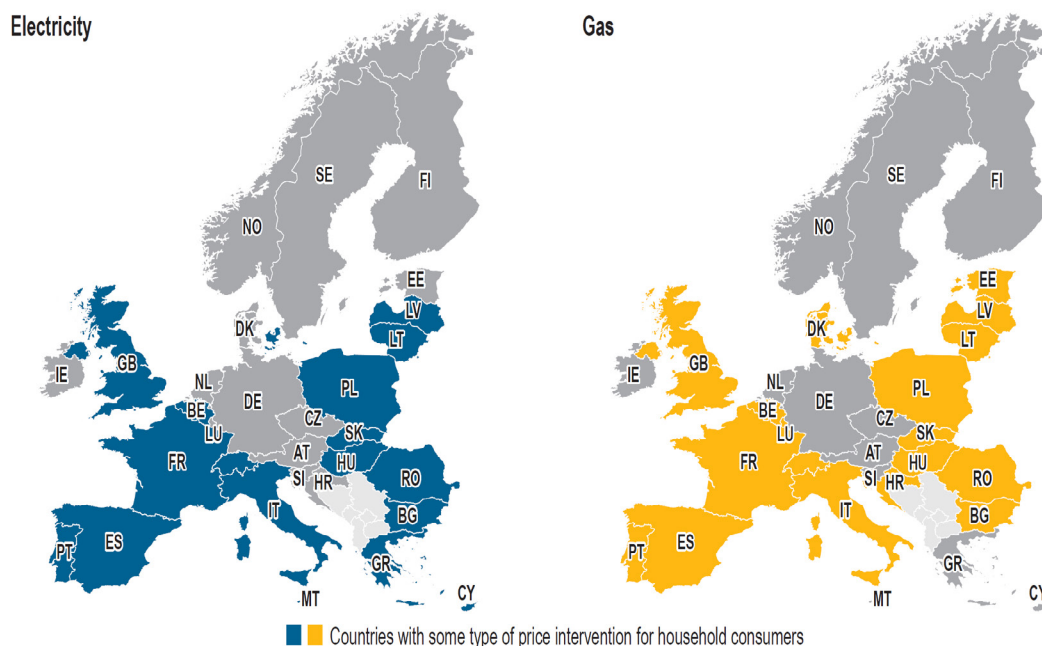 Electricity
Gas
SE
FI
NO
EE
LV
DK
LT
GB
IE
NL
PL
DE
BE
CZ
LU
SK
FR
AT
HU
SI
HR
RO
IT
BG
PT
ES
GR
MT
CY
SE
FI
NO
EE
LV
DK
LT
GB
IE
NL
PL
DE
BE
CZ
LU
SK
FR
AT
HU
SI
HR
RO
IT
BG
PT
ES
GR
MT
CY
Countries with some type of price intervention for household consumers